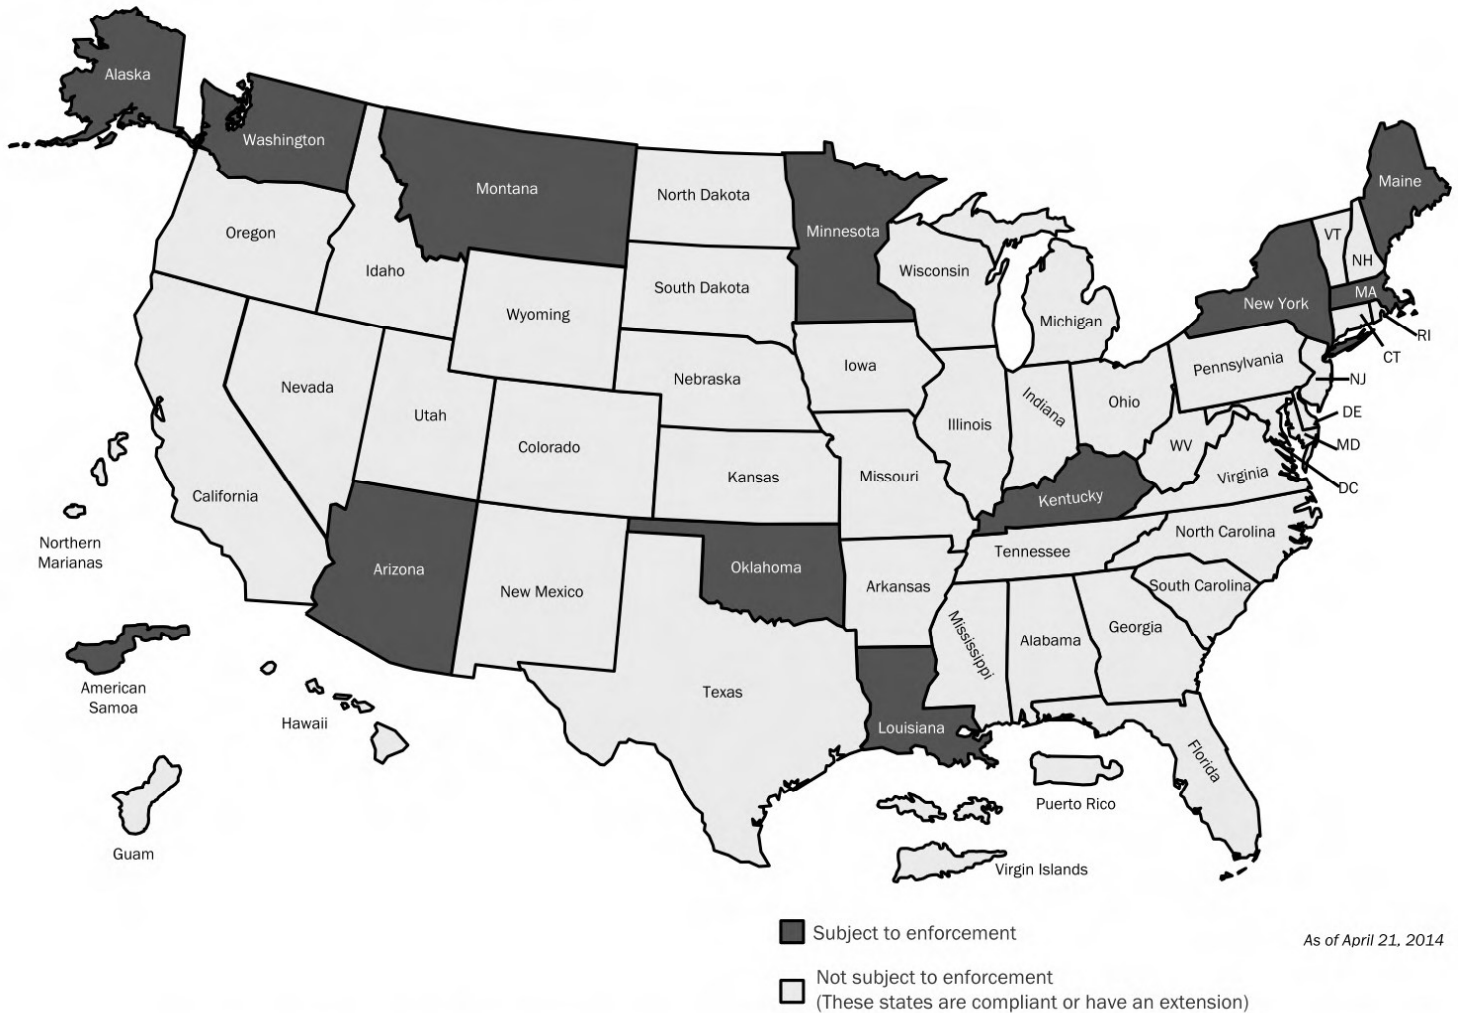 Alaska
Washington
Montana
North Dakota
Minnesota
Maine
Oregon
Idaho
South Dakota
Wisconsin
VT
NH
Wyoming
Michigan
New York
MA
RI
CT
Nevada
Utah
Nebraska
Iowa
Pennsylvania
NJ
Colorado
Illinois
Indiana
Ohio
DE
MD
WV
Virginia
DC
California
Kansas
Missouri
Kentucky
Northern
Marianas
Arizona
New Mexico
Oklahoma
Arkansas
Tennessee
North Carolina
South Carolina
Mississippi
Alabama
Georgia
American
Samoa
Hawaii
Texas
Louisiana
Florida
Guam
Puerto Rico
Virgin Islands
Subject to enforcement
As of April 21, 2014
Not subject to enforcement
(These states are compliant or have an extension)